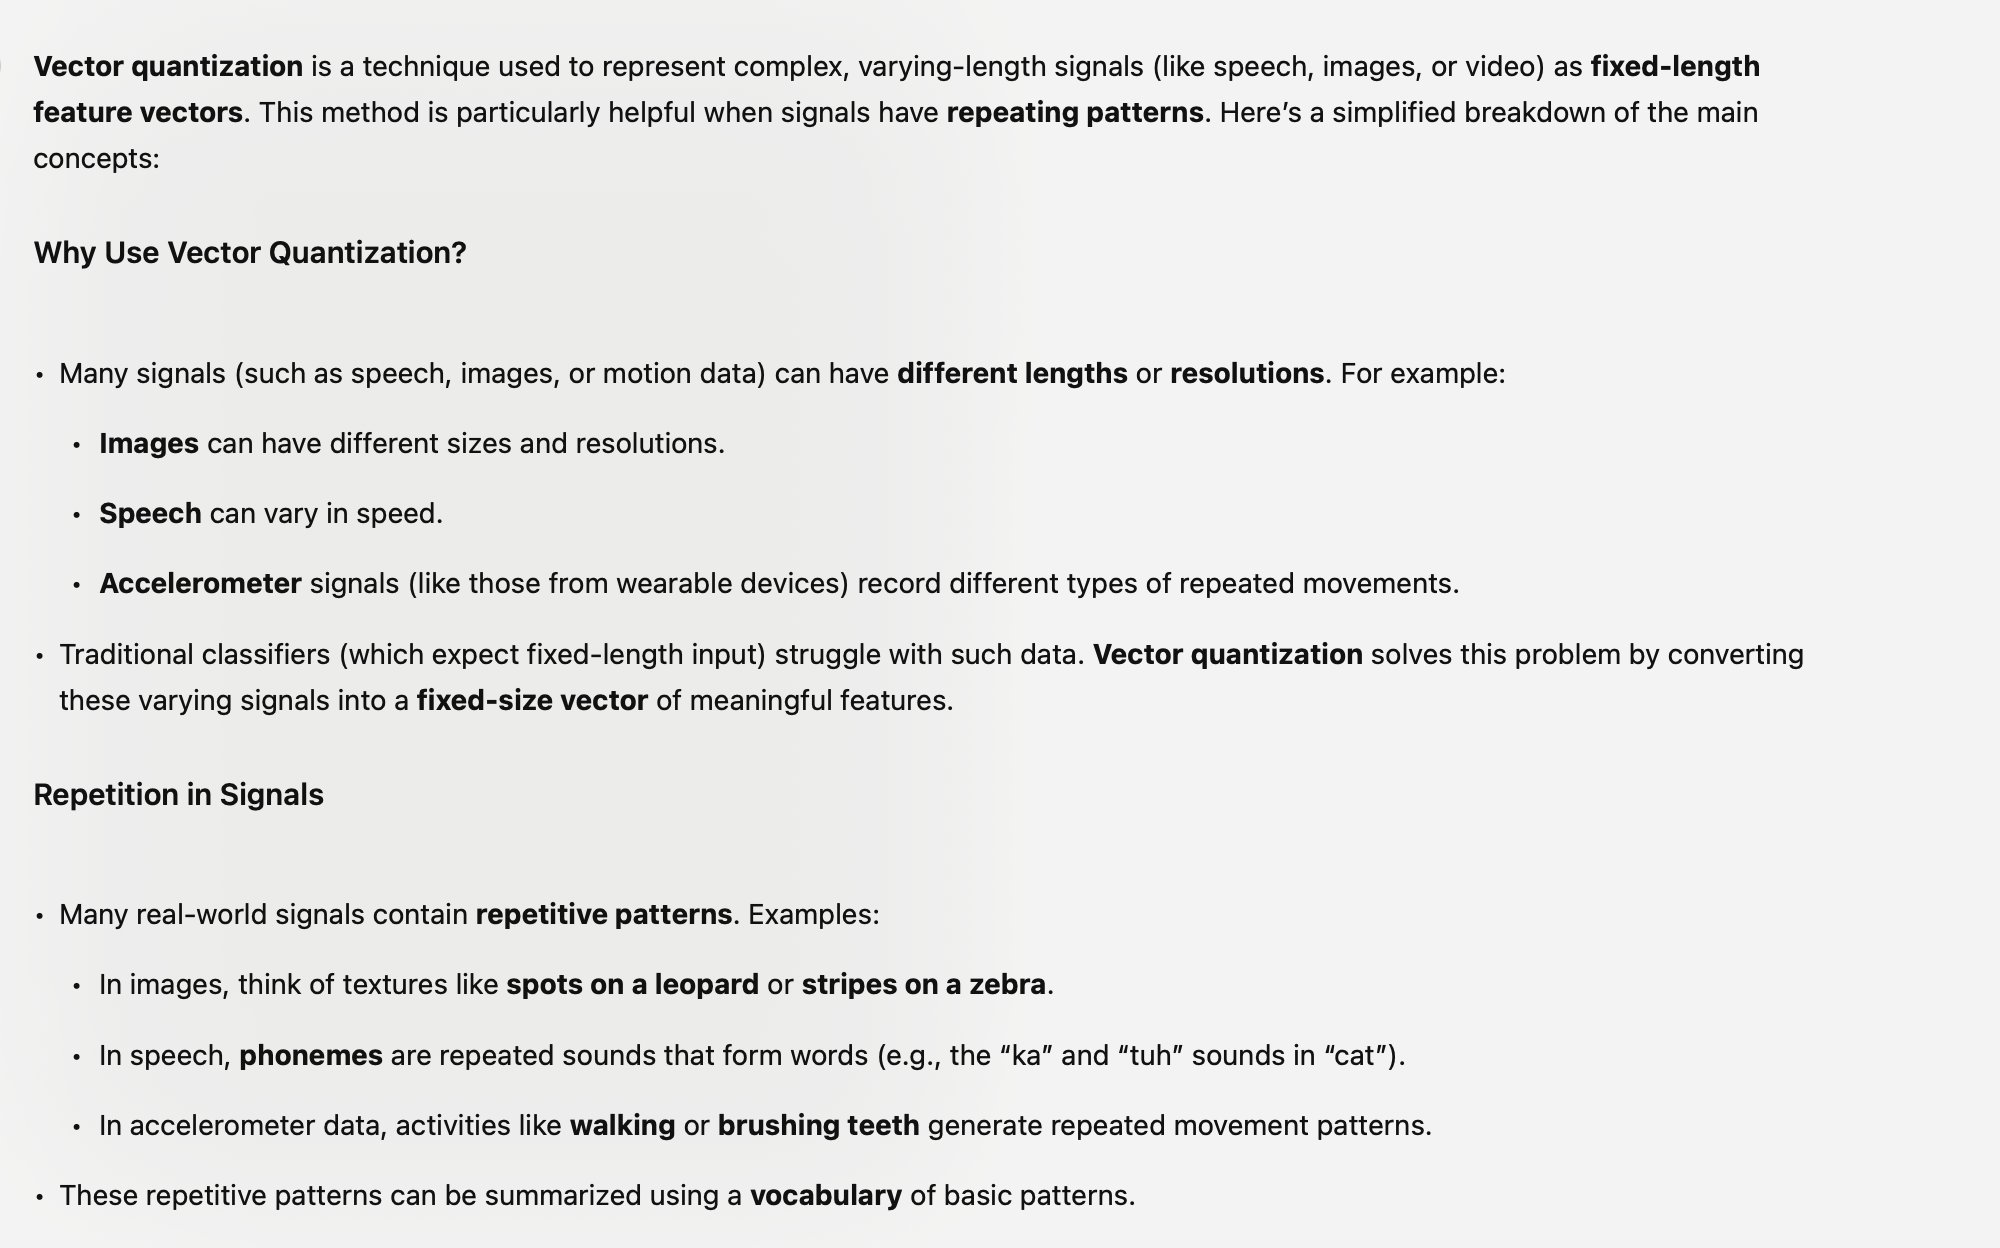 Vector quantization is a technique used to represent complex, varying-length signals (like speech, images, or video) as fixed-length
feature vectors. This method is particularly helpful when signals have repeating patterns. Here’s a simplified breakdown of the main
concepts:
Why Use Vector Quantization?
• Many signals (such as speech, images, or motion data) can have different lengths or resolutions. For example:
• Images can have different sizes and resolutions.
• Speech can vary in speed.
• Accelerometer signals (like those from wearable devices) record different types of repeated movements.
• Traditional classifiers (which expect fixed-length input) struggle with such data. Vector quantization solves this problem by converting
these varying signals into a fixed-size vector of meaningful features.
Repetition in Signals
• Many real-world signals contain repetitive patterns. Examples:
• In images, think of textures like spots on a leopard or stripes on a zebra.
• In speech, phonemes are repeated sounds that form words (e.g., the “ka” and “tuh” sounds in “cat”).
• In accelerometer data, activities like walking or brushing teeth generate repeated movement patterns.
• These repetitive patterns can be summarized using a vocabulary of basic patterns.